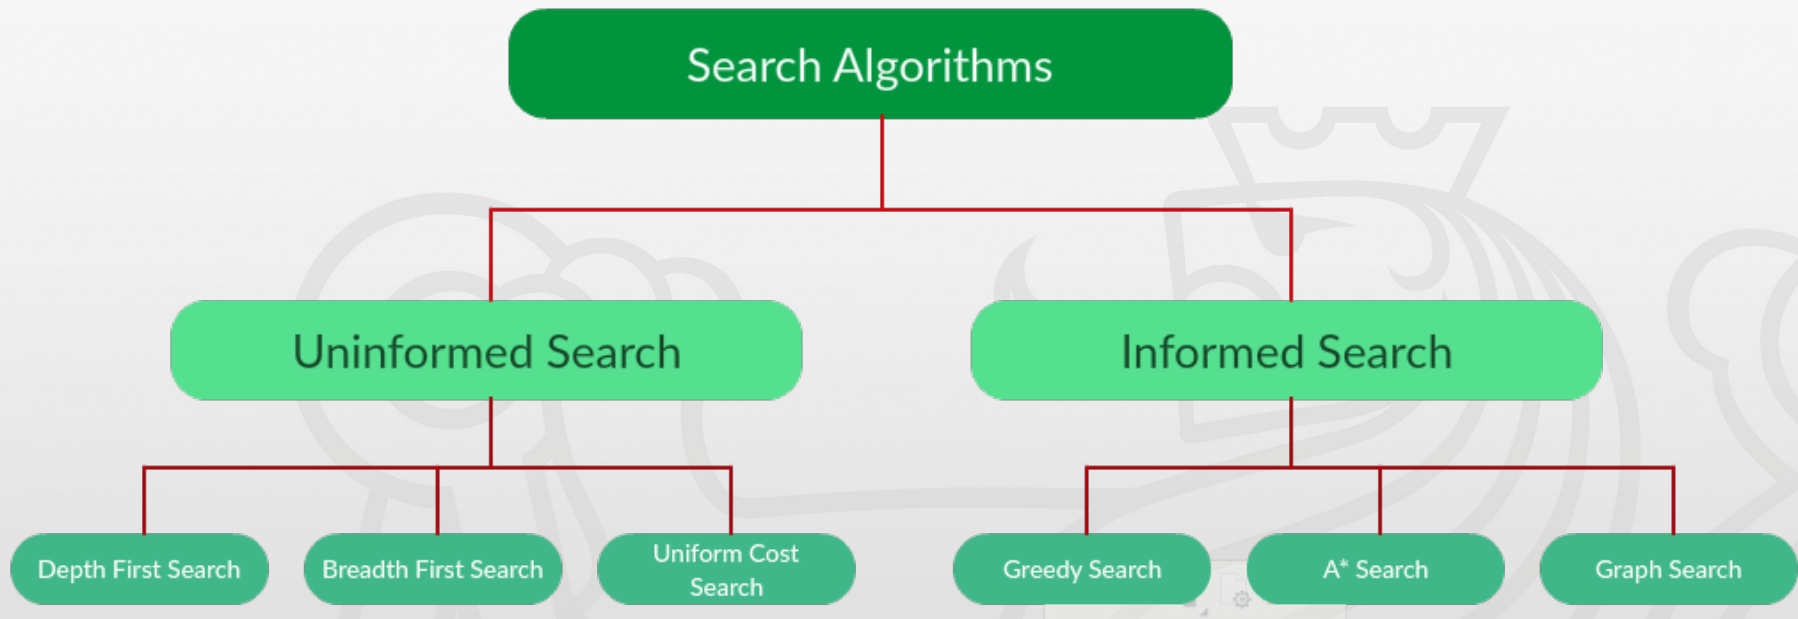 Search Algorithms
Uninformed Search
Informed Search
Depth First Search
Breadth First Search
Uniform Cost
Search
Greedy Search
A* Search
Graph Search